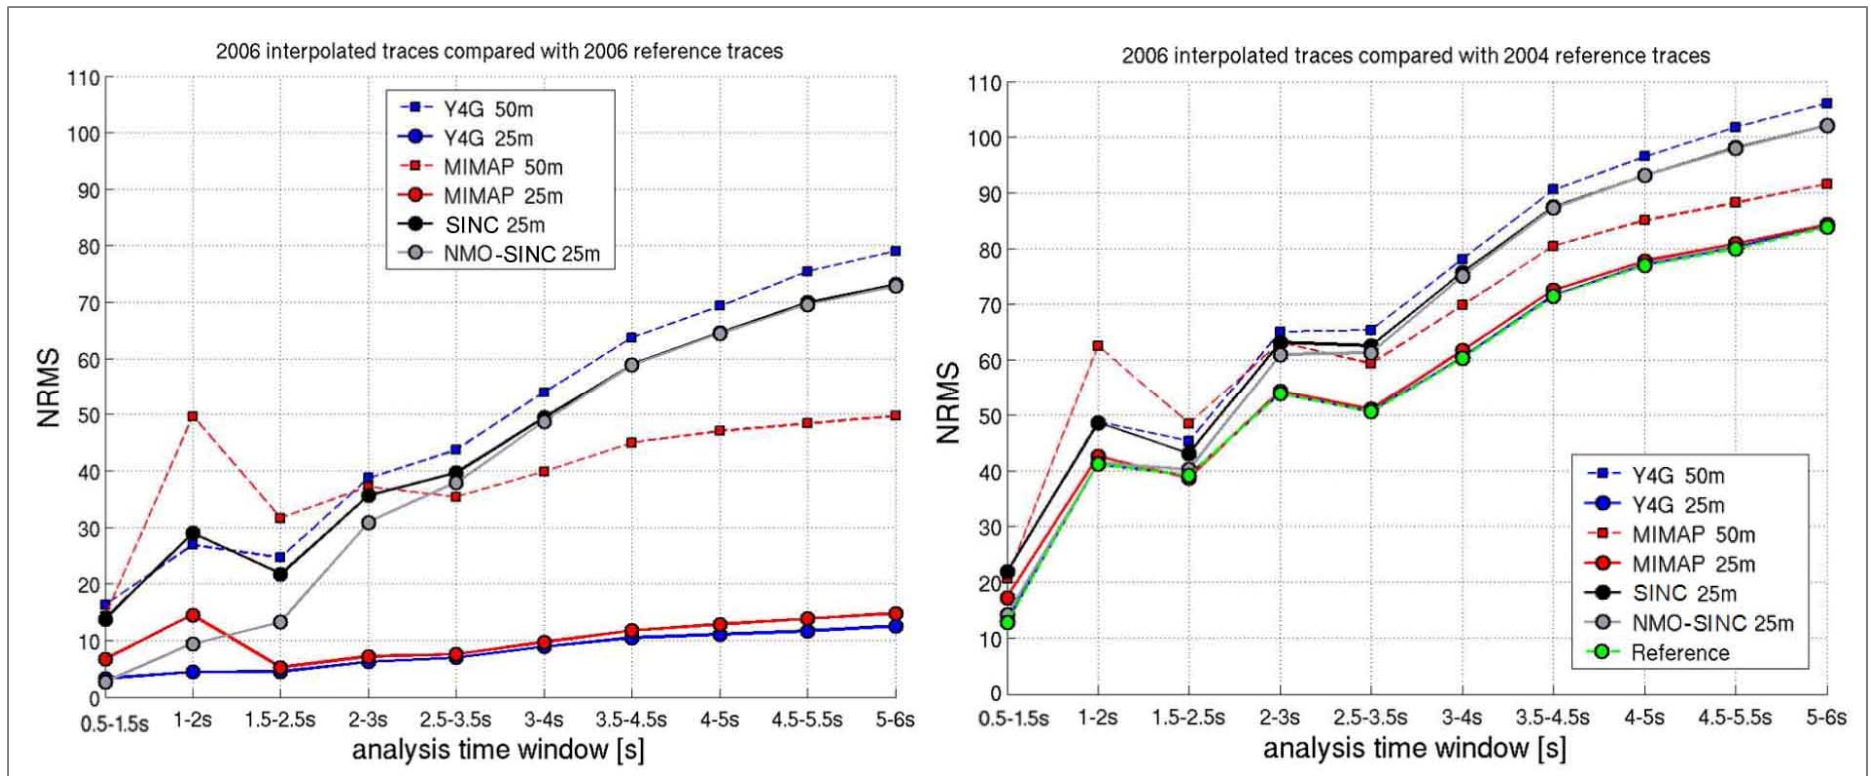 2006 interpolated traces compared with 2006 reference traces
NRMS
110
100
90
80
70
60
50
40
30
20
10
0
Y4G 50m
Y4G 25m
MIMAP 50m
MIMAP 25m
SINC 25m
NMO-SINC 25m
0.5-1.5s 1-2s 1.5-2.5s 2-3s 2.5-3.5s 3-4s 3.5-4.5s 4-5s 4.5-5.5s 5-6s
analysis time window [s]
2006 interpolated traces compared with 2004 reference traces
NRMS
110
100
90
80
70
60
50
40
30
20
10
0
Y4G 50m
Y4G 25m
MIMAP 50m
MIMAP 25m
SINC 25m
NMO-SINC 25m
Reference
0.5-1.5s 1-2s 1.5-2.5s 2-3s 2.5-3.5s 3-4s 3.5-4.5s 4-5s 4.5-5.5s 5-6s
analysis time window [s]